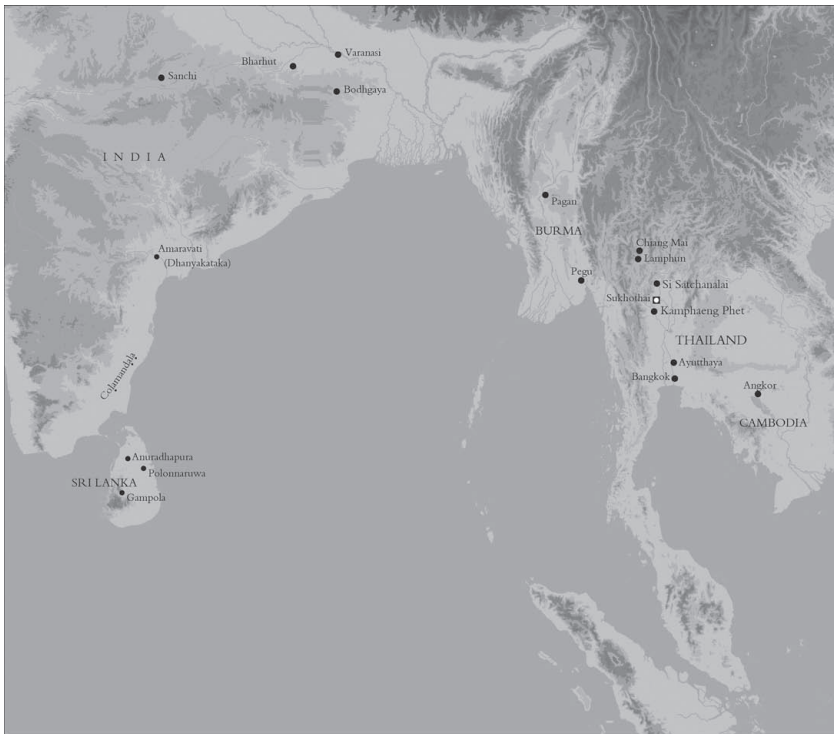 Varanasi
Bharhut
Sanchi
Bodhgaya
INDIA
Pagan
BURMA
Amaravati
(Dhanyakataka)
Chiang Mai
Lamphun
Pegu
Si Satchanalai
Sukhothai
Kamphaeng Phet
THAILAND
Ayutthaya
Bangkok
Colamandala
Angkor
CAMBODIA
Anuradhapura
Polonnaruwa
SRI LANKA
Gampola